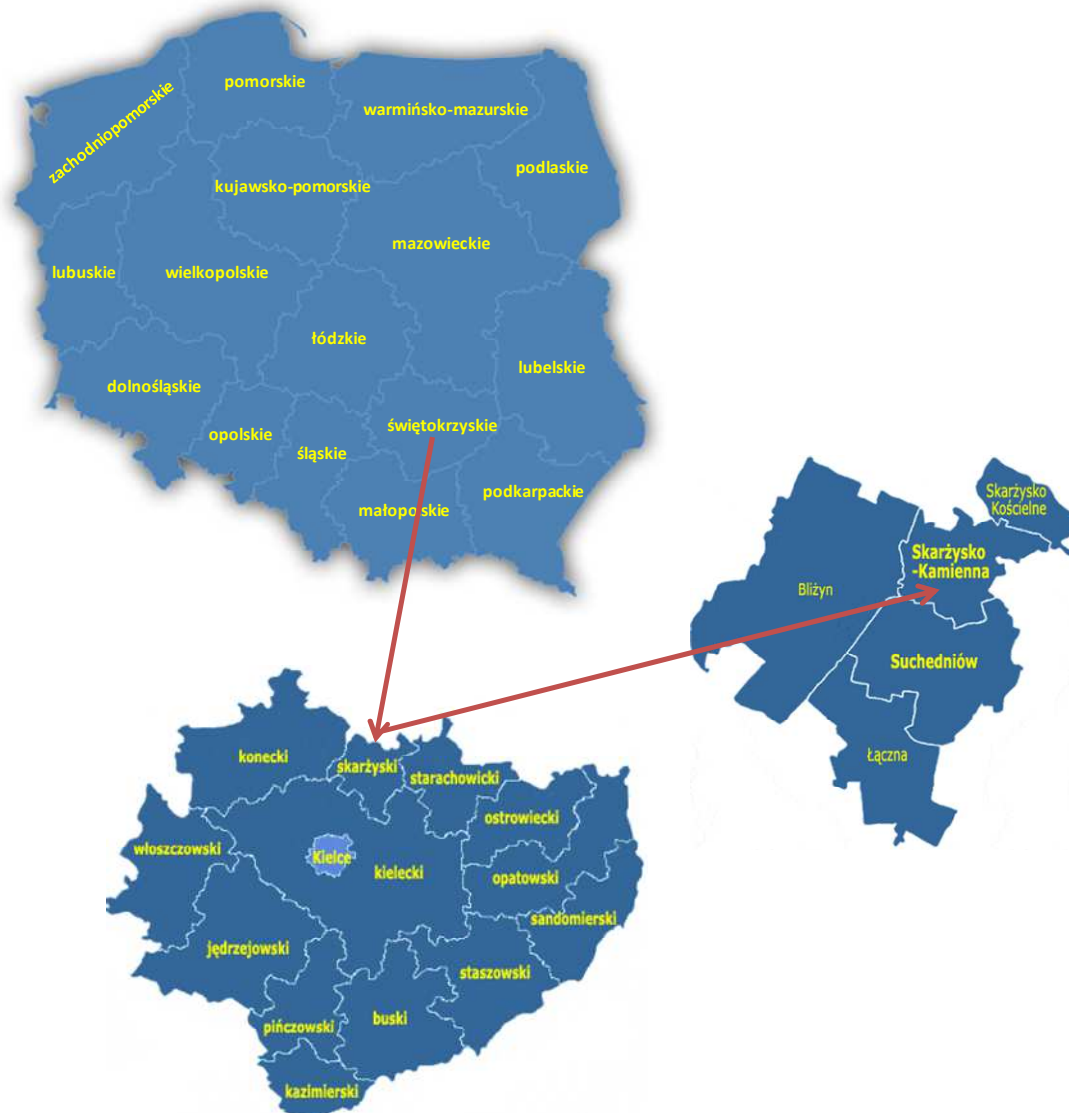 pomorskie
zachodniopomorskie
warmińsko-mazurskie
podlaskie
kujawsko-pomorskie
mazowieckie
lubuskie
wielkopolskie
łódzkie
lubelskie
dolnośląskie
świętokrzyskie
opolskie
śląskie
podkarpackie
małopolskie
Skarżysko
Kościelne
Skarżysko
-Kamienna
Bliżyn
Suchedniów
Łączna
konecki
skarżyski
starachowicki
ostrowiecki
włoszczowski
Kielce
kielecki
opatowski
sandomierski
jędrzejowski
staszowski
pińczowski
buski
kazimierski